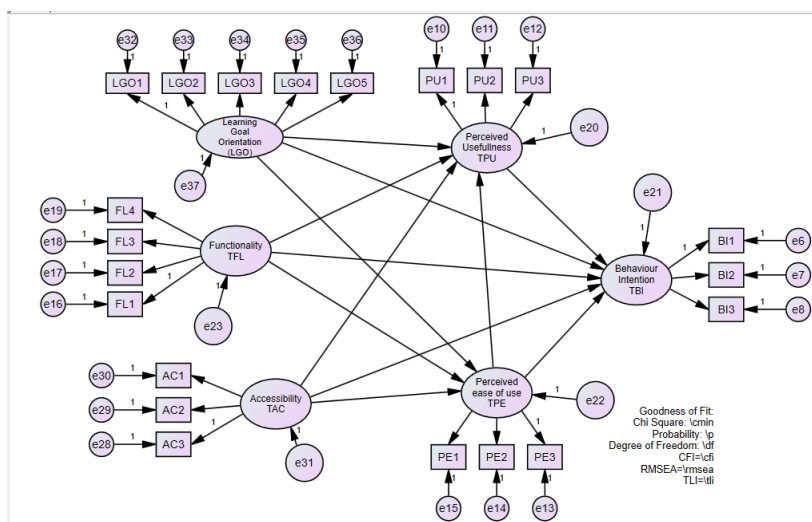 e32 e33 e34 e35 e36
1 1 1 1 1
LGO1 LGO2 LGO3 LGO4 LGO5
1
Learning
Goal
Orientation
(LGO)
1
e37
e10 e11 e12
1 1 1
PU1 PU2 PU3
1
Perceived
Usefullness
TPU
1
e20
e19 1 FL4
e18 1 FL3
e17 1 FL2
e16 1 FL1
1
Functionality
TFL
1
e23
e21
1
Behaviour
Intention
TBI
1
BI1 1 e6
BI2 1 e7
BI3 1 e8
e30 1 AC1
e29 1 AC2
e28 1 AC3
1
Accessibility
TAC
1
e31
Perceived
ease of use
TPE
1
e22
1
PE1 PE2 PE3
1 1 1
e15 e14 e13
Goodness of Fit:
Chi Square: \cmin
Probability: \p
Degree of Freedom: \df
CFI=\cfi
RMSEA=\rmsea
TLI=\tli